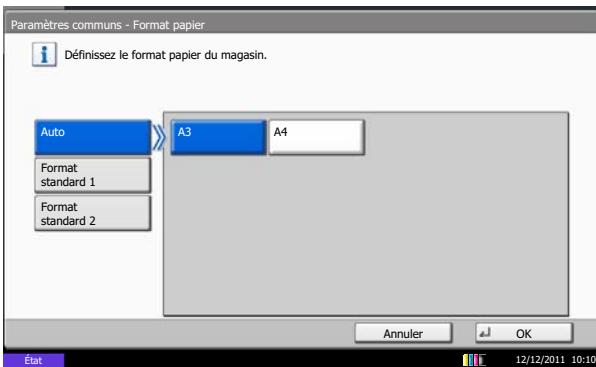 Paramètres communs - Format papier
Définissez le format papier du magasin.
Auto
A3
A4
Format
standard 1
Format
standard 2
Annuler
OK
État
12/12/2011 10:10